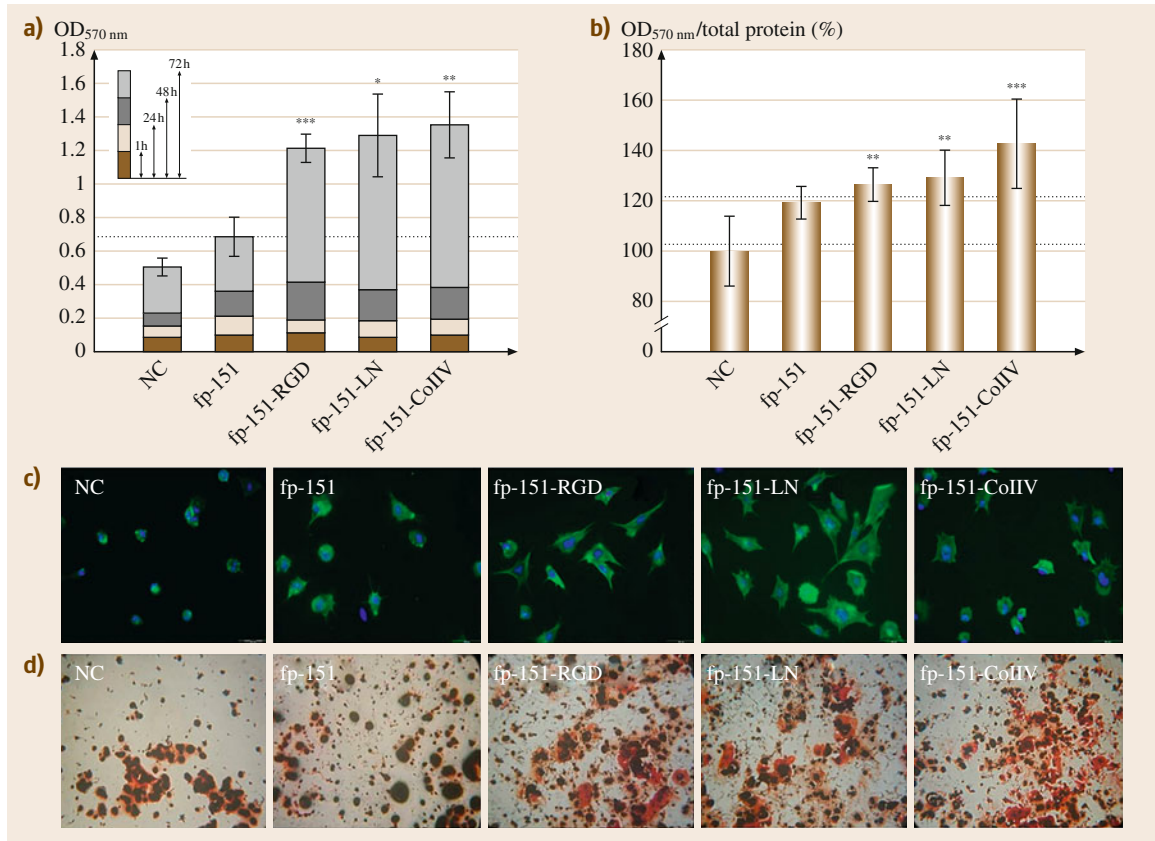 a) OD570 nm
1.8
1.6
1.4
1.2
1
0.8
0.6
0.4
0.2
0
72h
48h
24h
1h
***
*
**
NC
fp-151
fp-151-RGD
fp-151-LN
fp-151-ColIV
b) OD570 nm/total protein (%)
180
160
140
120
100
80
0
**
**
***
NC
fp-151
fp-151-RGD
fp-151-LN
fp-151-ColIV
c) NC fp-151 fp-151-RGD fp-151-LN fp-151-ColIV
d) NC fp-151 fp-151-RGD fp-151-LN fp-151-ColIV